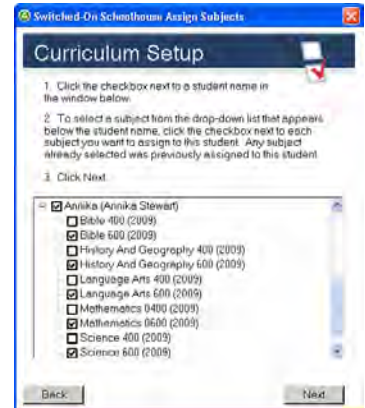 Switched-On Schoolhouse Assign Subjects
Curriculum Setup
1. Click the checkbox next to a student name in
the window below.
2. To select a subject from the drop-down list that appears
below the student name, click the checkbox next to each
subject you want to assign to this student. Any subject
already selected was previously assigned to this student
3. Click Next.
Annika (Annika Stewart)
Bible 400 (2009)
Bible 600 (2009)
History And Geography 400 (2009)
History And Geography 600 (2009)
Language Arts 400 (2009)
Language Arts 600 (2009)
Mathematics 0400 (2009)
Mathematics 0600 (2009)
Science 400 (2009)
Science 600 (2009)
Back
Next